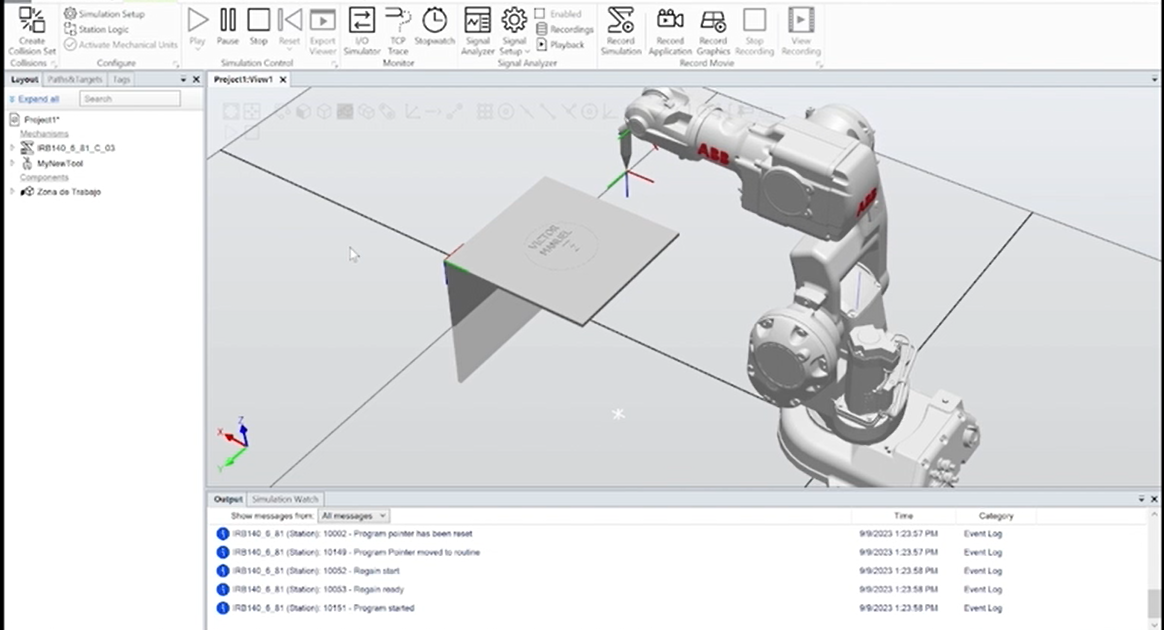 Create
Collision Set
Collisions
Simulation Setup
Station Logic
Activate Mechanical Units
Configure
Play
Pause
Stop
Reset
Export
Viewer
Simulation Control
I/O
Simulator
TCP
Trace
Stopwatch
Monitor
Signal
Analyzer
Signal
Setup
Enabled
Recordings
Playback
Signal Analyzer
Record
Simulation
Record
Application
Record
Graphics
Stop
Recording
View
Recording
Record Movie
Layout Paths&Targets Tags
Expand all Search
Project1*
Mechanisms
IRB140_6_81_C_03
MyNewTool
Components
Zona de Trabajo
Project1:View1
ABB
ABB
VICTOR
MANUEL
X
Y
Z
Output Simulation Watch
Show messages from: All messages Time Category
IRB140_6_81 (Station): 10002 - Program pointer has been reset 9/9/2023 1:23:57 PM Event Log
IRB140_6_81 (Station): 10149 - Program Pointer moved to routine 9/9/2023 1:23:57 PM Event Log
IRB140_6_81 (Station): 10052 - Regain start 9/9/2023 1:23:58 PM Event Log
IRB140_6_81 (Station): 10053 - Regain ready 9/9/2023 1:23:58 PM Event Log
IRB140_6_81 (Station): 10151 - Program started 9/9/2023 1:23:58 PM Event Log